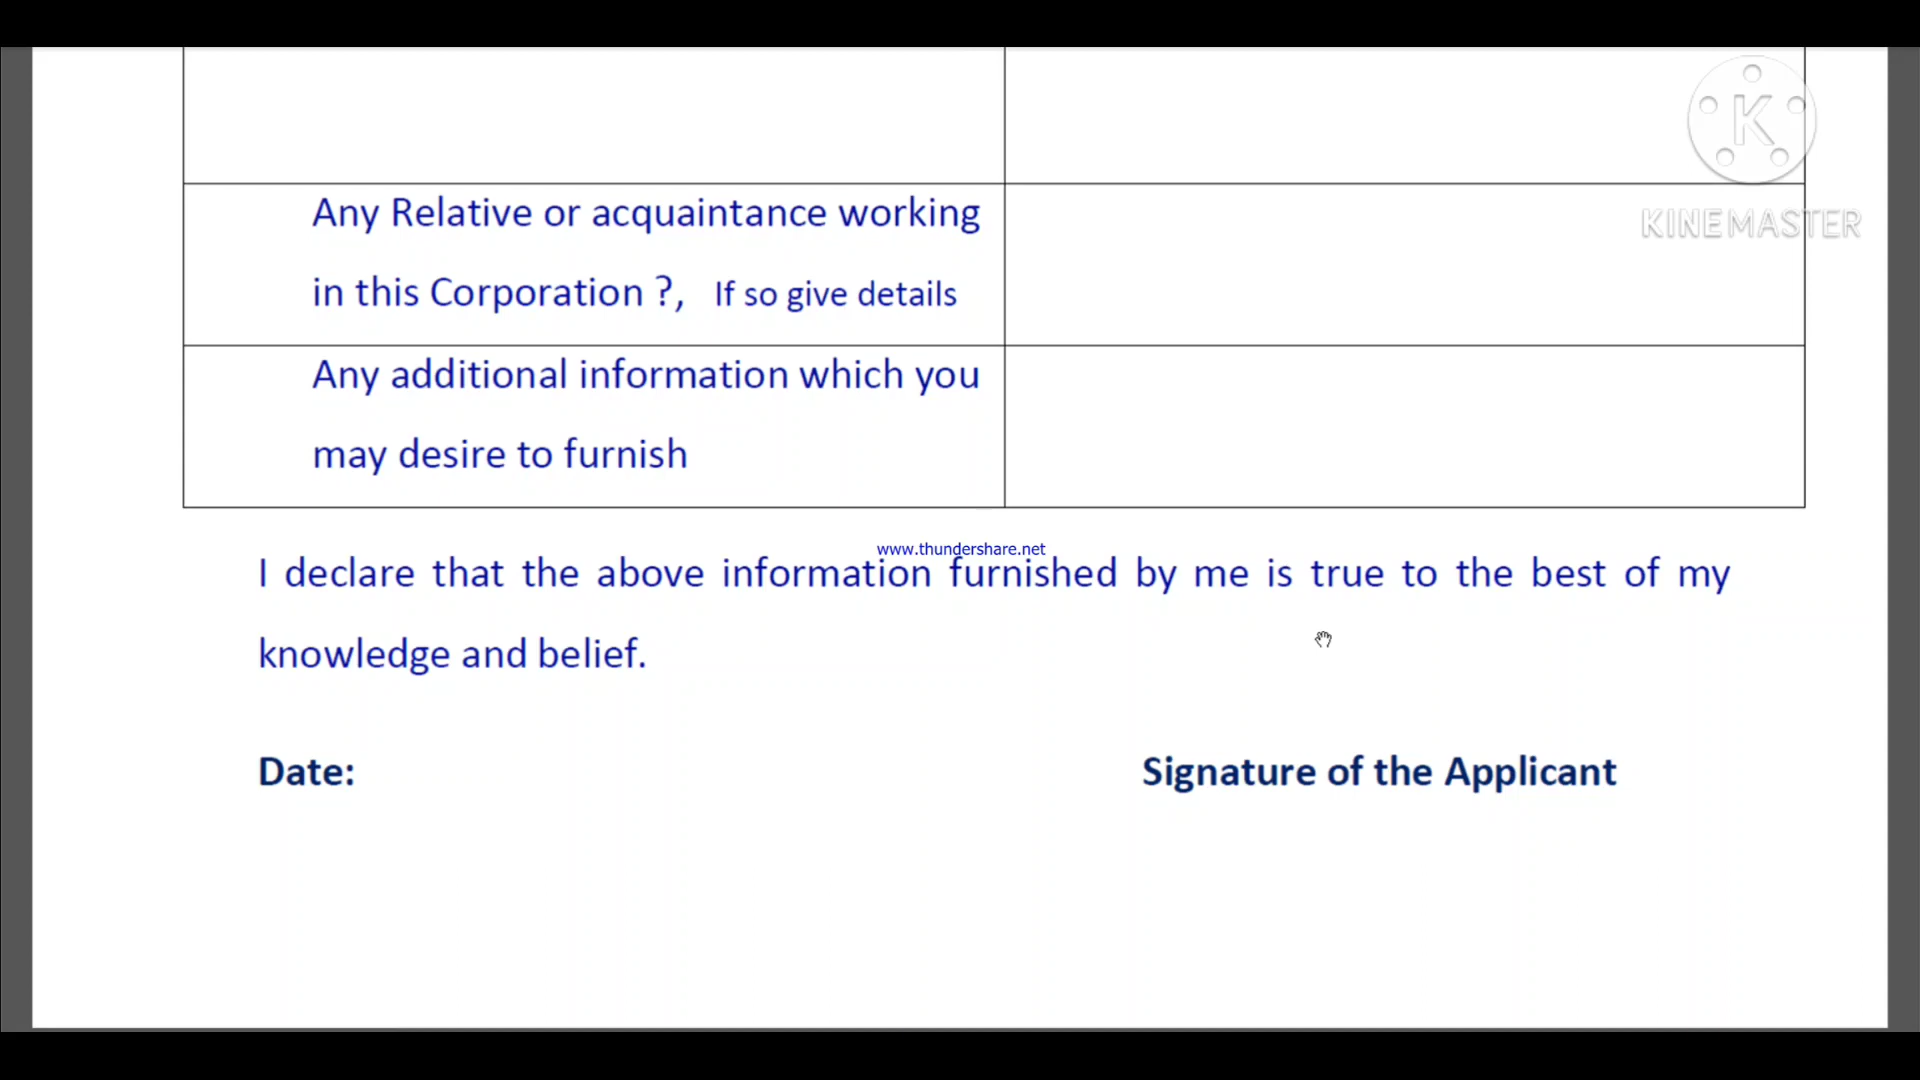 K
KINEMASTER
Any Relative or acquaintance working
in this Corporation ?, If so give details
Any additional information which you
may desire to furnish
www.thundershare.net
I declare that the above information furnished by me is true to the best of my
knowledge and belief.
Date: Signature of the Applicant